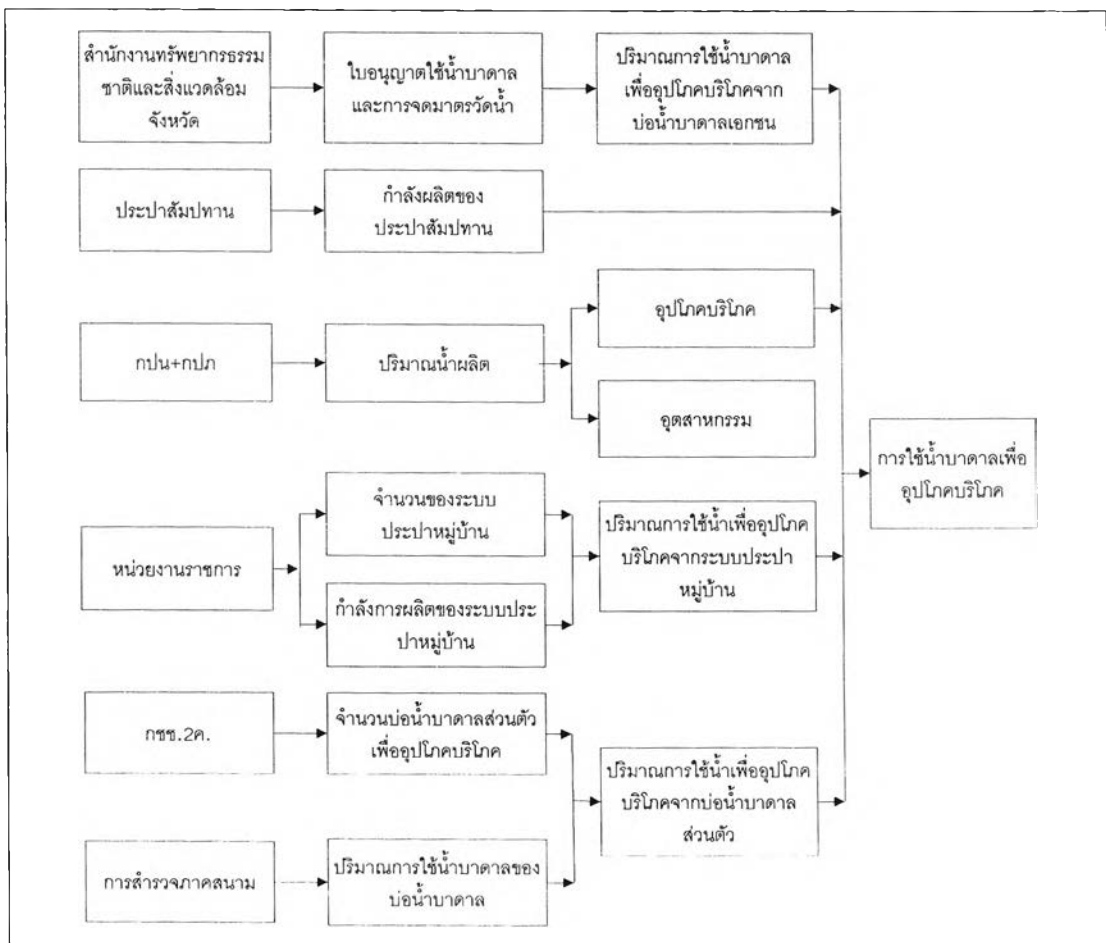 สำนักงานทรัพยากรธรรม
ชาติและสิ่งแวดล้อม
จังหวัด
ใบอนุญาตใช้น้ำบาดาล
และการจดมาตรวัดน้ำ
ปริมาณการใช้น้ำบาดาล
เพื่ออุปโภคบริโภคจาก
บ่อน้ำบาดาลเอกชน
ประปาสัมปทาน
กำลังผลิตของ
ประปาสัมปทาน
กปน+กปภ
ปริมาณน้ำผลิต
อุปโภคบริโภค
อุตสาหกรรม
การใช้น้ำบาดาลเพื่อ
อุปโภคบริโภค
หน่วยงานราชการ
จำนวนของระบบ
ประปาหมู่บ้าน
กำลังการผลิตของระบบประ
ปาหมู่บ้าน
ปริมาณการใช้น้ำเพื่ออุปโภค
บริโภคจากระบบประปา
หมู่บ้าน
กชช.2ค.
จำนวนบ่อน้ำบาดาลส่วนตัว
เพื่ออุปโภคบริโภค
ปริมาณการใช้น้ำเพื่ออุปโภค
บริโภคจากบ่อน้ำบาดาล
ส่วนตัว
การสำรวจภาคสนาม
ปริมาณการใช้น้ำบาดาลของ
บ่อน้ำบาดาล